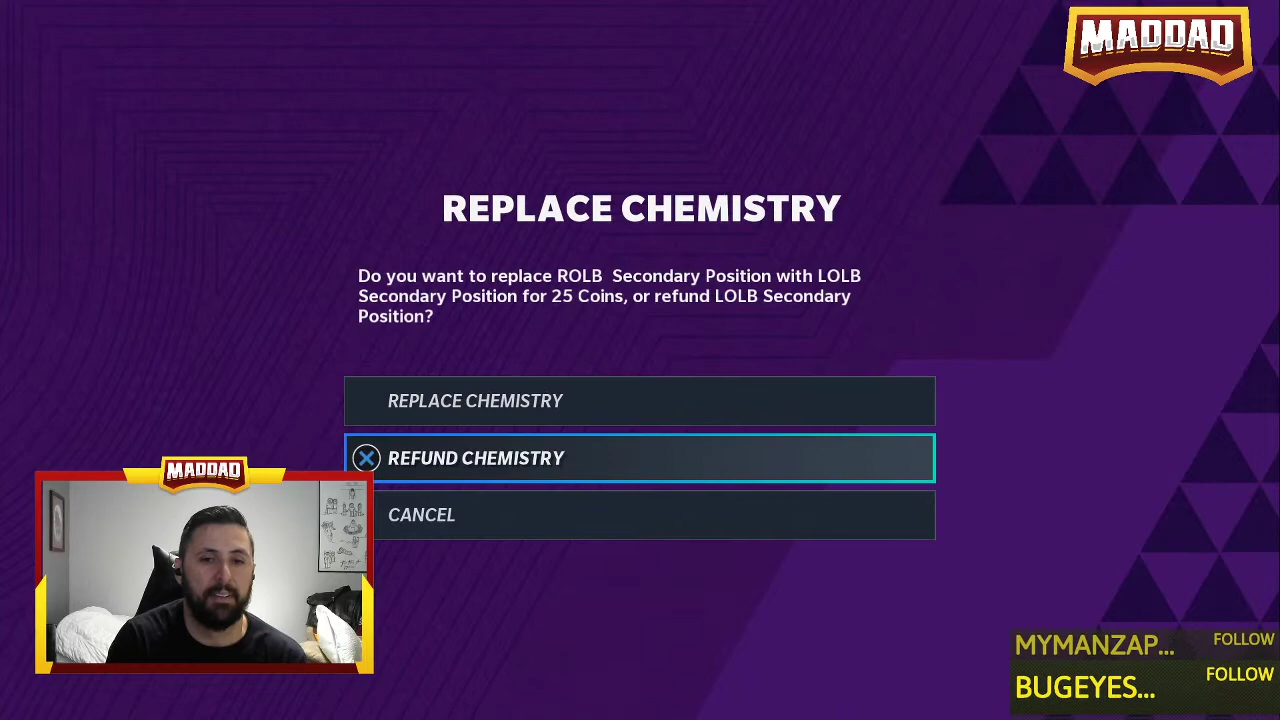 MADDAD
REPLACE CHEMISTRY
Do you want to replace ROLB  Secondary Position with LOLB
Secondary Position for 25 Coins, or refund LOLB Secondary
Position?
REPLACE CHEMISTRY
REFUND CHEMISTRY
CANCEL
MADDAD
MYMANZAP... FOLLOW
BUGEYES... FOLLOW